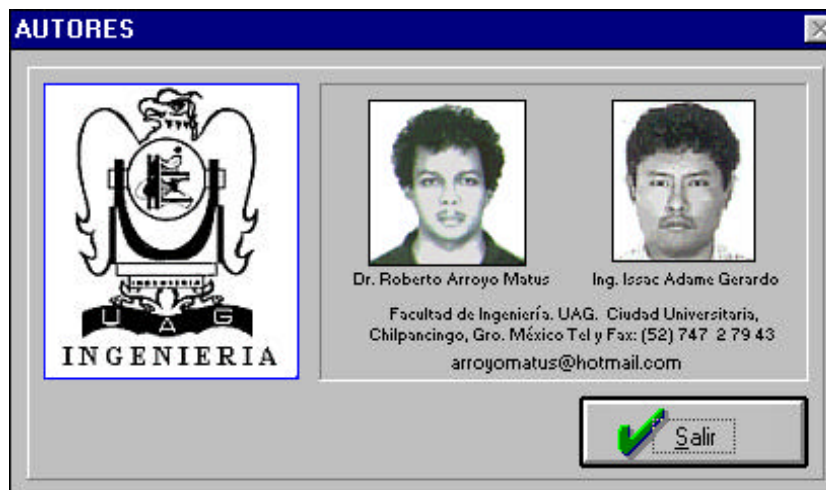 AUTORES
INGENIERIA
U A G
INGENIERIA
Dr. Roberto Arroyo Matus
Ing. Issac Adame Gerardo
Facultad de Ingeniería. UAG. Ciudad Universitaria,
Chilpancingo, Gro. México Tel y Fax: (52) 747 2 79 43
arroyomatus@hotmail.com
Salir